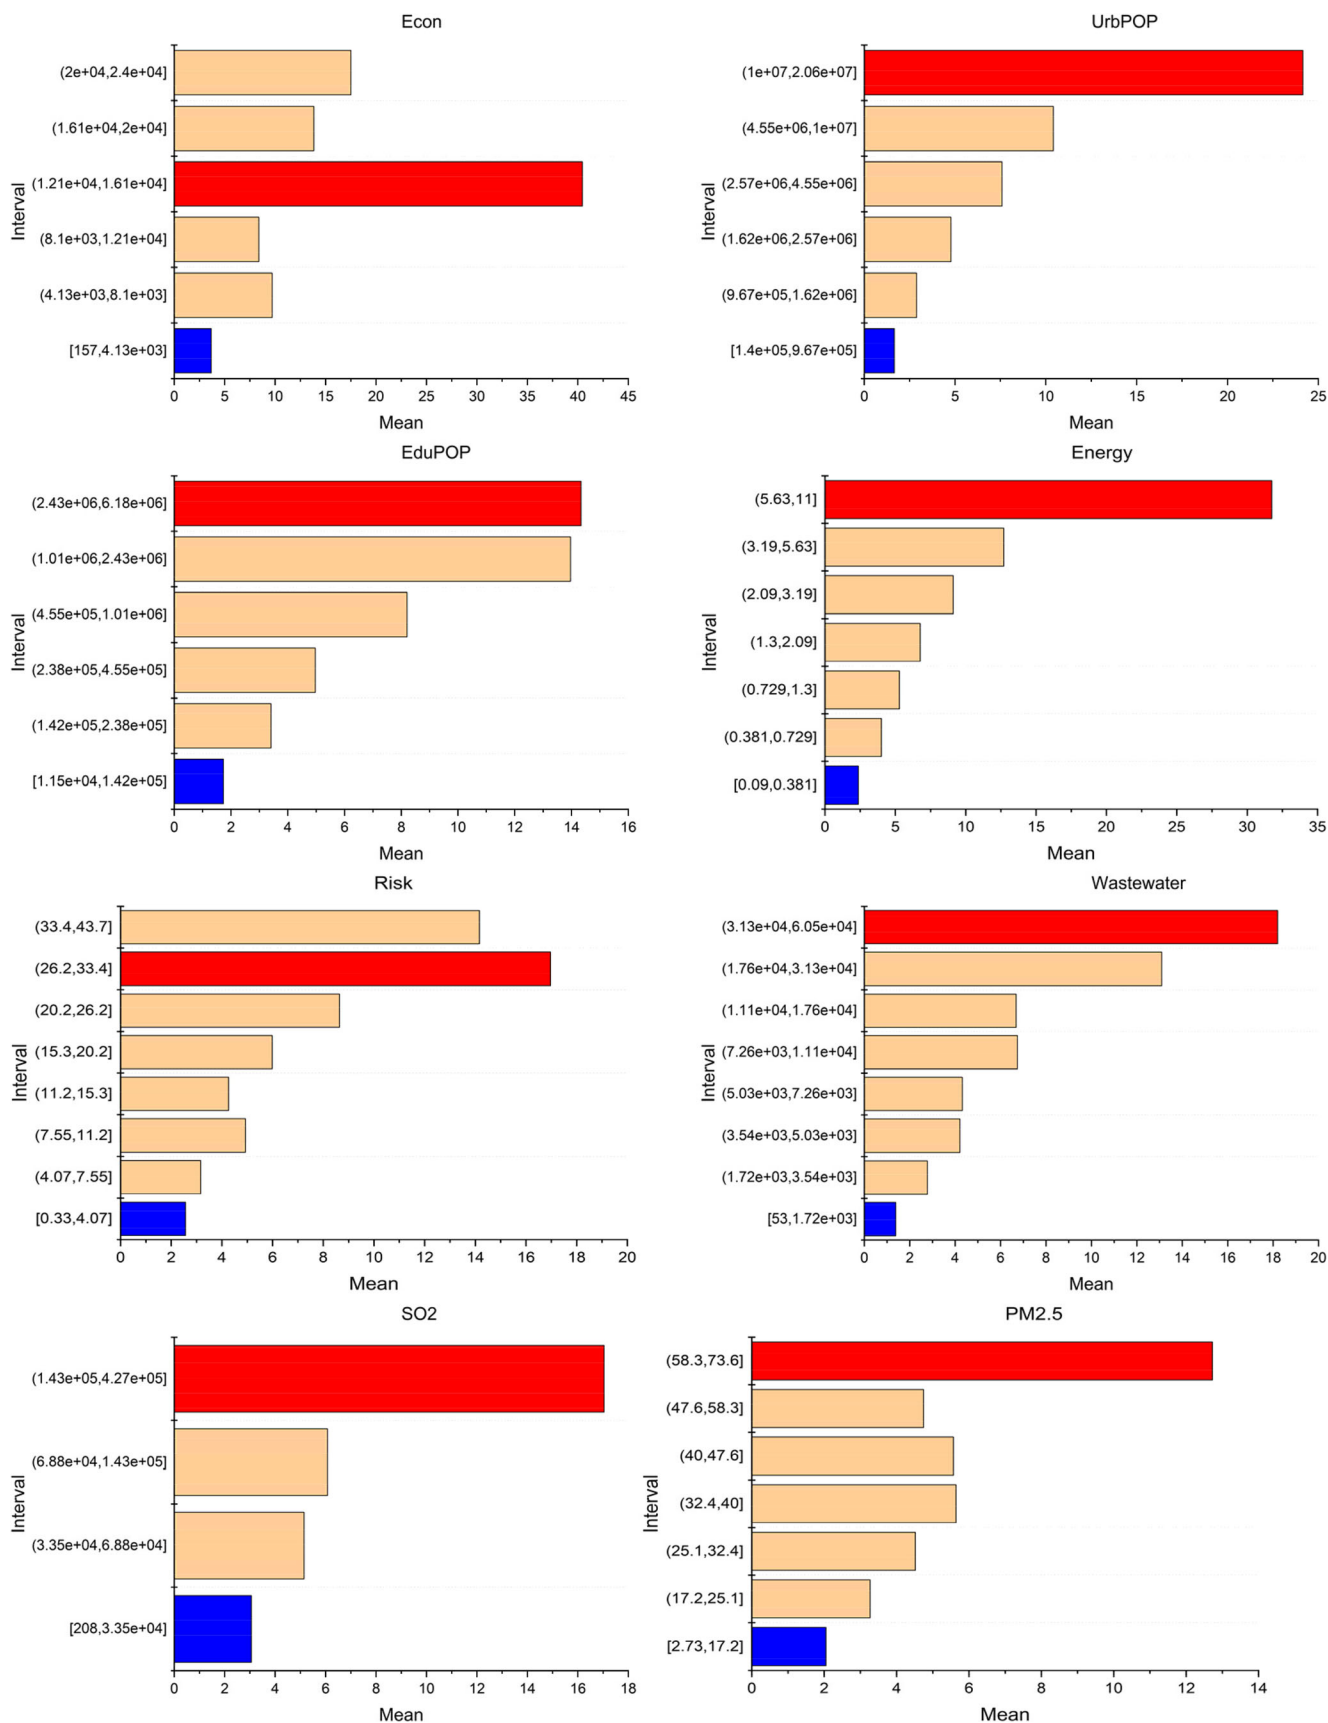 Econ
Interval
(2e+04,2.4e+04]
(1.61e+04,2e+04]
(1.21e+04,1.61e+04]
(8.1e+03,1.21e+04]
(4.13e+03,8.1e+03]
[157,4.13e+03]
0 5 10 15 20 25 30 35 40 45
Mean
UrbPOP
Interval
(1e+07,2.06e+07]
(4.55e+06,1e+07]
(2.57e+06,4.55e+06]
(1.62e+06,2.57e+06]
(9.67e+05,1.62e+06]
[1.4e+05,9.67e+05]
0 5 10 15 20 25
Mean
EduPOP
Interval
(2.43e+06,6.18e+06]
(1.01e+06,2.43e+06]
(4.55e+05,1.01e+06]
(2.38e+05,4.55e+05]
(1.42e+05,2.38e+05]
[1.15e+04,1.42e+05]
0 2 4 6 8 10 12 14 16
Mean
Energy
Interval
(5.63,11]
(3.19,5.63]
(2.09,3.19]
(1.3,2.09]
(0.729,1.3]
(0.381,0.729]
[0.09,0.381]
0 5 10 15 20 25 30 35
Mean
Risk
Interval
(33.4,43.7]
(26.2,33.4]
(20.2,26.2]
(15.3,20.2]
(11.2,15.3]
(7.55,11.2]
(4.07,7.55]
[0.33,4.07]
0 2 4 6 8 10 12 14 16 18 20
Mean
Wastewater
Interval
(3.13e+04,6.05e+04]
(1.76e+04,3.13e+04]
(1.11e+04,1.76e+04]
(7.26e+03,1.11e+04]
(5.03e+03,7.26e+03]
(3.54e+03,5.03e+03]
(1.72e+03,3.54e+03]
[53,1.72e+03]
0 2 4 6 8 10 12 14 16 18 20
Mean
SO2
Interval
(1.43e+05,4.27e+05]
(6.88e+04,1.43e+05]
(3.35e+04,6.88e+04]
[208,3.35e+04]
0 2 4 6 8 10 12 14 16 18
Mean
PM2.5
Interval
(58.3,73.6]
(47.6,58.3]
(40,47.6]
(32.4,40]
(25.1,32.4]
(17.2,25.1]
[2.73,17.2]
0 2 4 6 8 10 12 14
Mean